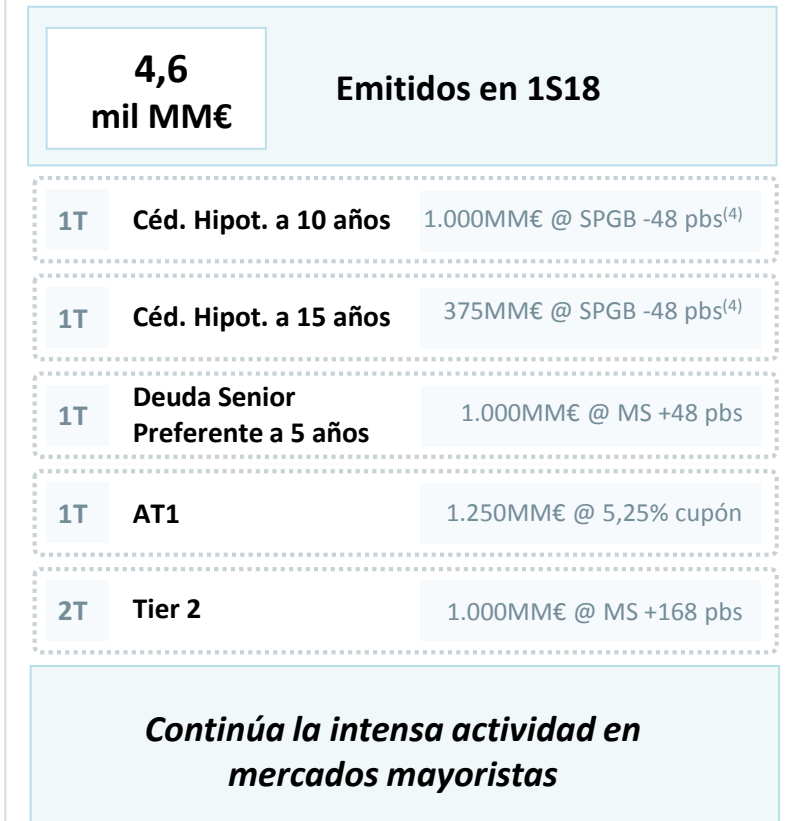 4,6
mil MM€
Emitidos en 1S18
1T Céd. Hipot. a 10 años 1.000MM€ @ SPGB -48 pbs(4)
1T Céd. Hipot. a 15 años 375MM€ @ SPGB -48 pbs(4)
1T Deuda Senior
Preferente a 5 años 1.000MM€ @ MS +48 pbs
1T AT1 1.250MM€ @ 5,25% cupón
2T Tier 2 1.000MM€ @ MS +168 pbs
Continúa la intensa actividad en
mercados mayoristas